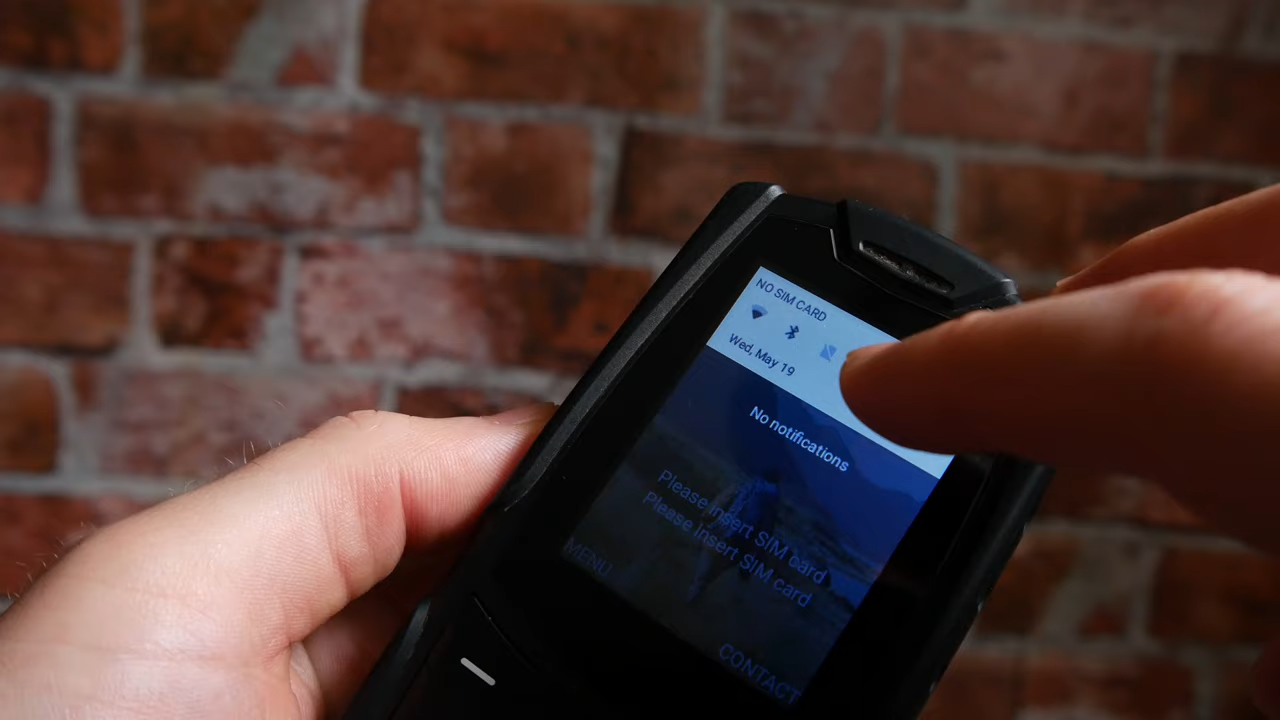 NO SIM CARD
Wed, May 19
No notifications
Please insert SIM card
Please insert SIM card
MENU
CONTACT